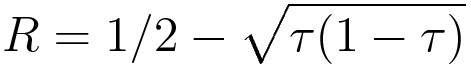 R = 1/2 − √τ(1 − τ)